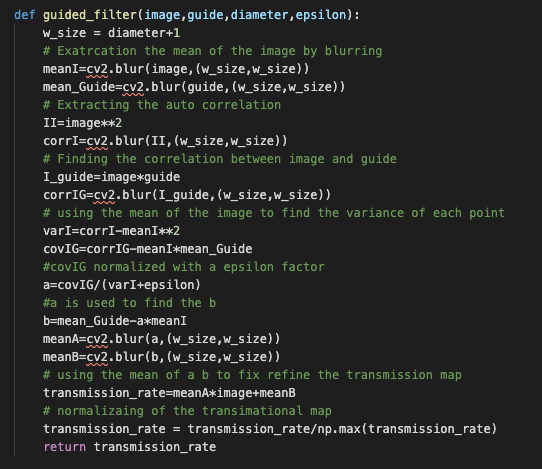 def guided_filter(image,guide,diameter,epsilon):
w_size = diameter+1
# Exatrcation the mean of the image by blurring
meanI=cv2.blur(image,(w_size,w_size))
mean_Guide=cv2.blur(guide,(w_size,w_size))
# Extracting the auto correlation
II=image**2
corrI=cv2.blur(II,(w_size,w_size))
# Finding the correlation between image and guide
I_guide=image*guide
corrIG=cv2.blur(I_guide,(w_size,w_size))
# using the mean of the image to find the variance of each point
varI=corrI-meanI**2
covIG=corrIG-meanI*mean_Guide
#covIG normalized with a epsilon factor
a=covIG/(varI+epsilon)
#a is used to find the b
b=mean_Guide-a*meanI
meanA=cv2.blur(a,(w_size,w_size))
meanB=cv2.blur(b,(w_size,w_size))
# using the mean of a b to fix refine the transmission map
transmission_rate=meanA*image+meanB
# normalizaing of the transimational map
transmission_rate = transmission_rate/np.max(transmission_rate)
return transmission_rate